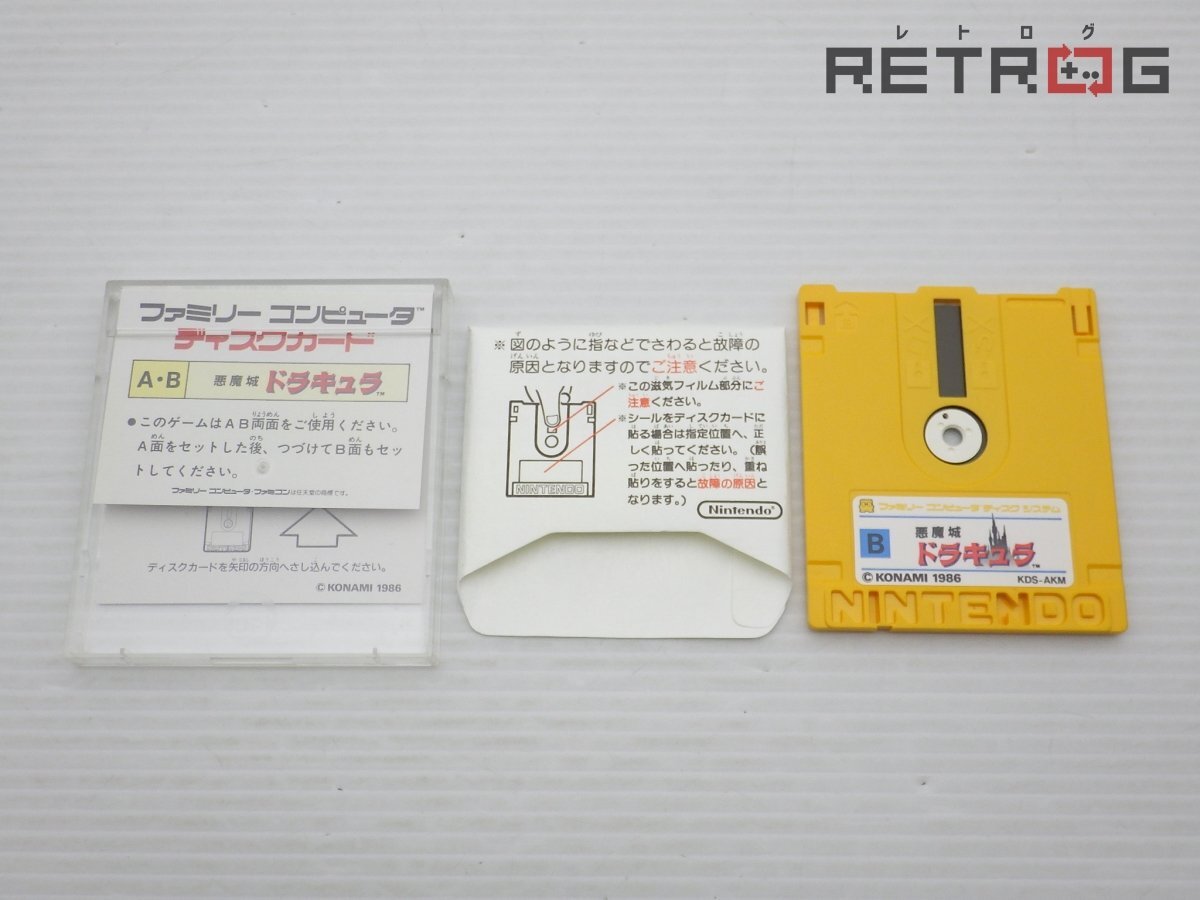 レトログ
RETROG
ファミリー コンピュータ™
ディスクカード
A・B 悪魔城 ドラキュラ™
●このゲームはAB両面をご使用ください。
A面をセットした後、つづけてB面もセッ
トしてください。
ファミリー コンピュータ・ファミコンは任天堂の商標です。
ディスクカードを矢印の方向へさし込んでください。
©KONAMI 1986
※ 図のように指などでさわると故障の
原因となりますのでご注意ください。
※この磁気フィルム部分にご
注意ください。
※シールをディスクカードに
貼る場合は指定位置へ、正
しく貼ってください。(誤
った位置へ貼ったり、重ね
貼りをすると故障の原因と
なります。)
NINTENDO
Nintendo®
ファミリー コンピュータ ディスク システム
B 悪魔城
ドラキュラ™
©KONAMI 1986 KDS-AKM
NINTENDO